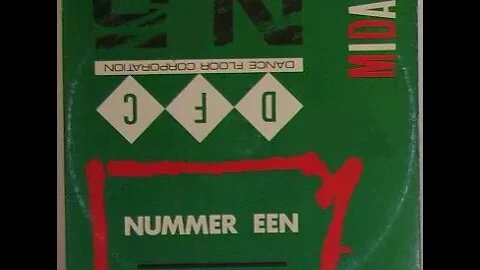 MIDA
DANCE FLOOR CORPORATION
D F C
NUMMER EEN